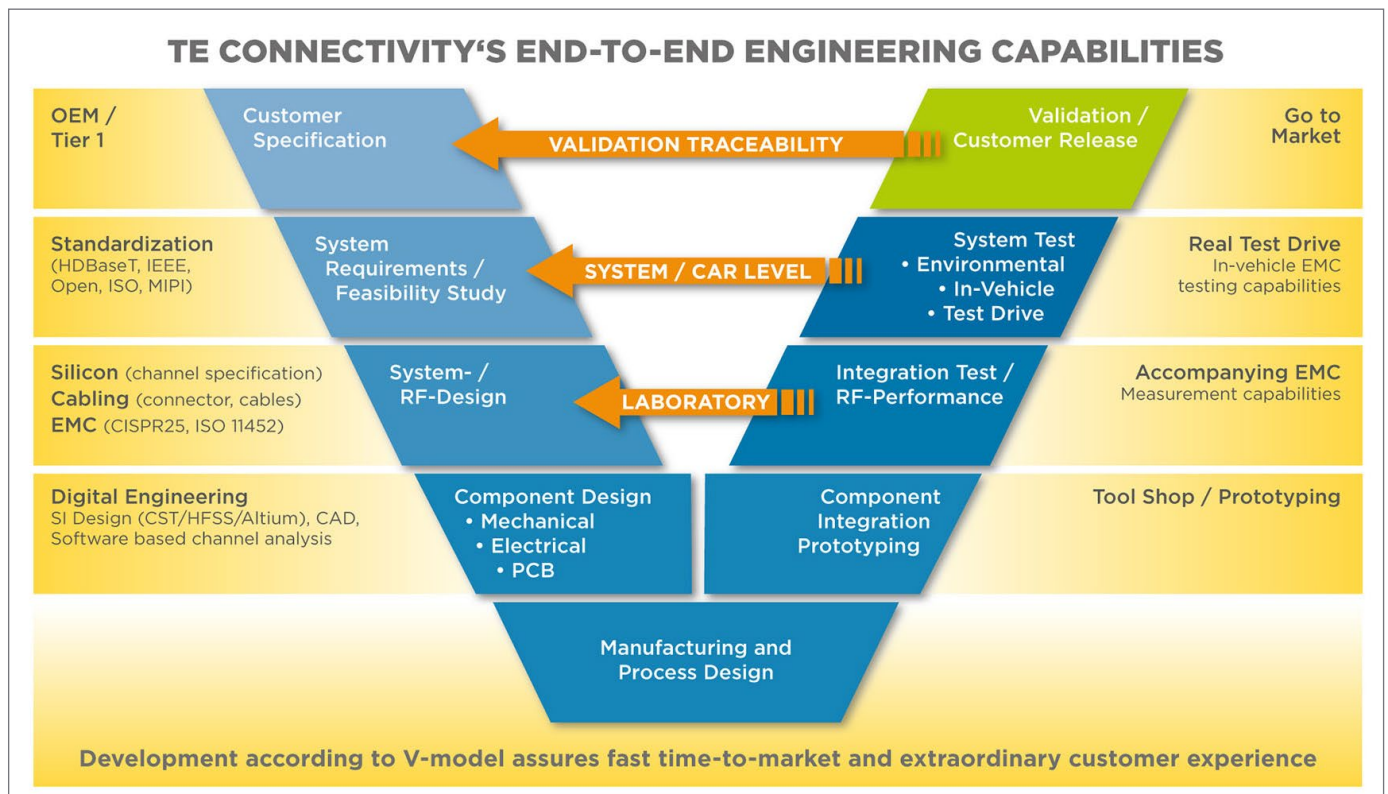 TE CONNECTIVITY‘S END-TO-END ENGINEERING CAPABILITIES
OEM /
Tier 1
Customer
Specification
VALIDATION TRACEABILITY
Validation /
Customer Release
Go to
Market
Standardization
(HDBaseT, IEEE,
Open, ISO, MIPI)
System
Requirements /
Feasibility Study
SYSTEM / CAR LEVEL
System Test
• Environmental
• In-Vehicle
• Test Drive
Real Test Drive
In-vehicle EMC
testing capabilities
Silicon (channel specification)
Cabling (connector, cables)
EMC (CISPR25, ISO 11452)
System- /
RF-Design
LABORATORY
Integration Test /
RF-Performance
Accompanying EMC
Measurement capabilities
Digital Engineering
SI Design (CST/HFSS/Altium), CAD,
Software based channel analysis
Component Design
• Mechanical
• Electrical
• PCB
Component
Integration
Prototyping
Tool Shop / Prototyping
Manufacturing and
Process Design
Development according to V-model assures fast time-to-market and extraordinary customer experience